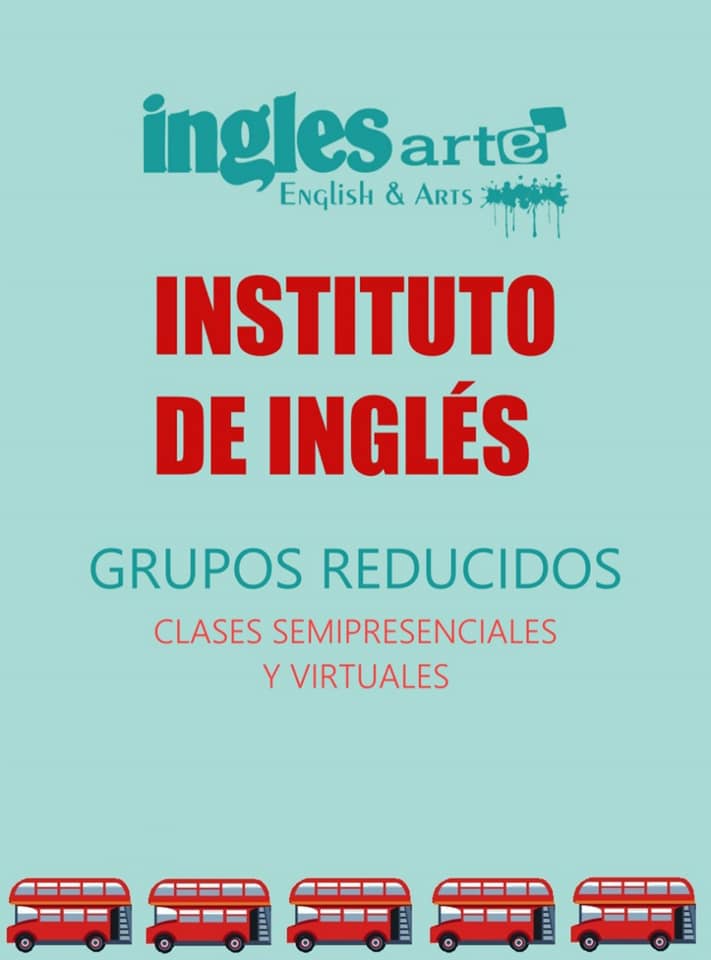 ingles arte
English & Arts
INSTITUTO
DE INGLÉS
GRUPOS REDUCIDOS
CLASES SEMIPRESENCIALES
Y VIRTUALES